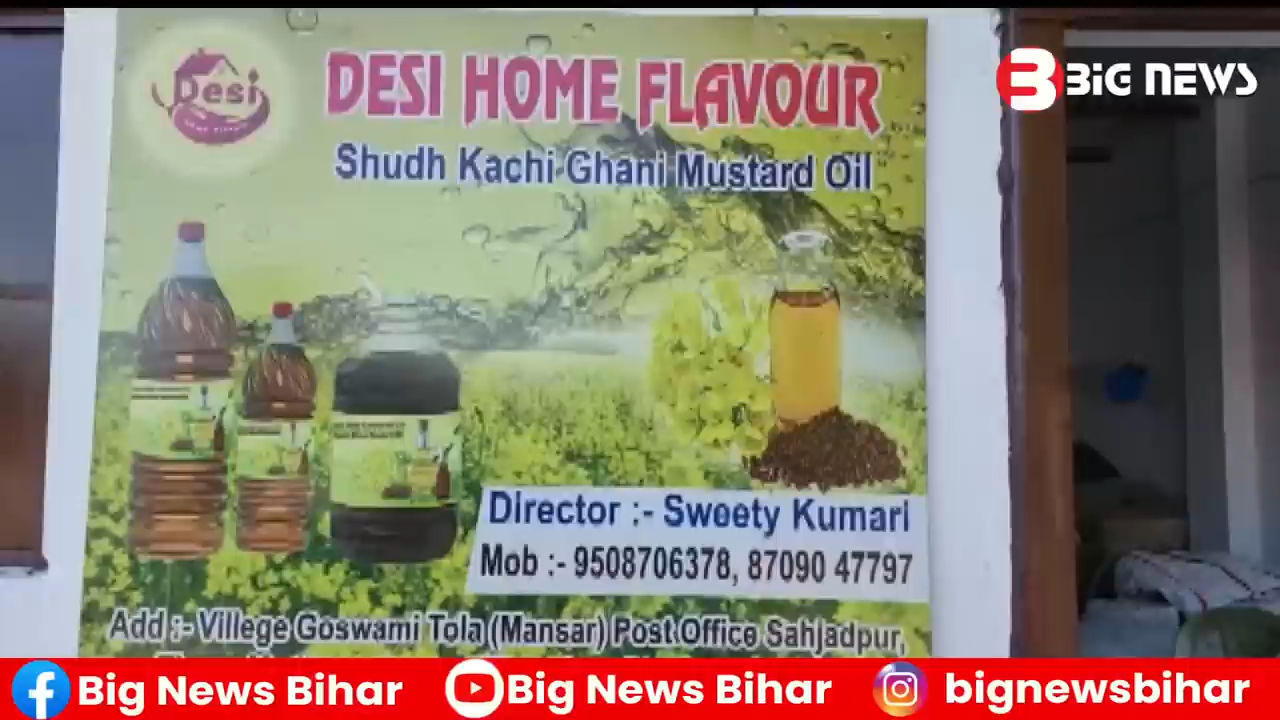 Desi
DESI HOME FLAVOUR
BiG NEWS
Shudh Kachi Ghani Mustard Oil
Director :- Sweety Kumari
Mob :- 9508706378, 87090 47797
Add :- Villege Goswami Tola (Mansar) Post Office Sahjadpur,
Big News Bihar
Big News Bihar
bignewsbihar